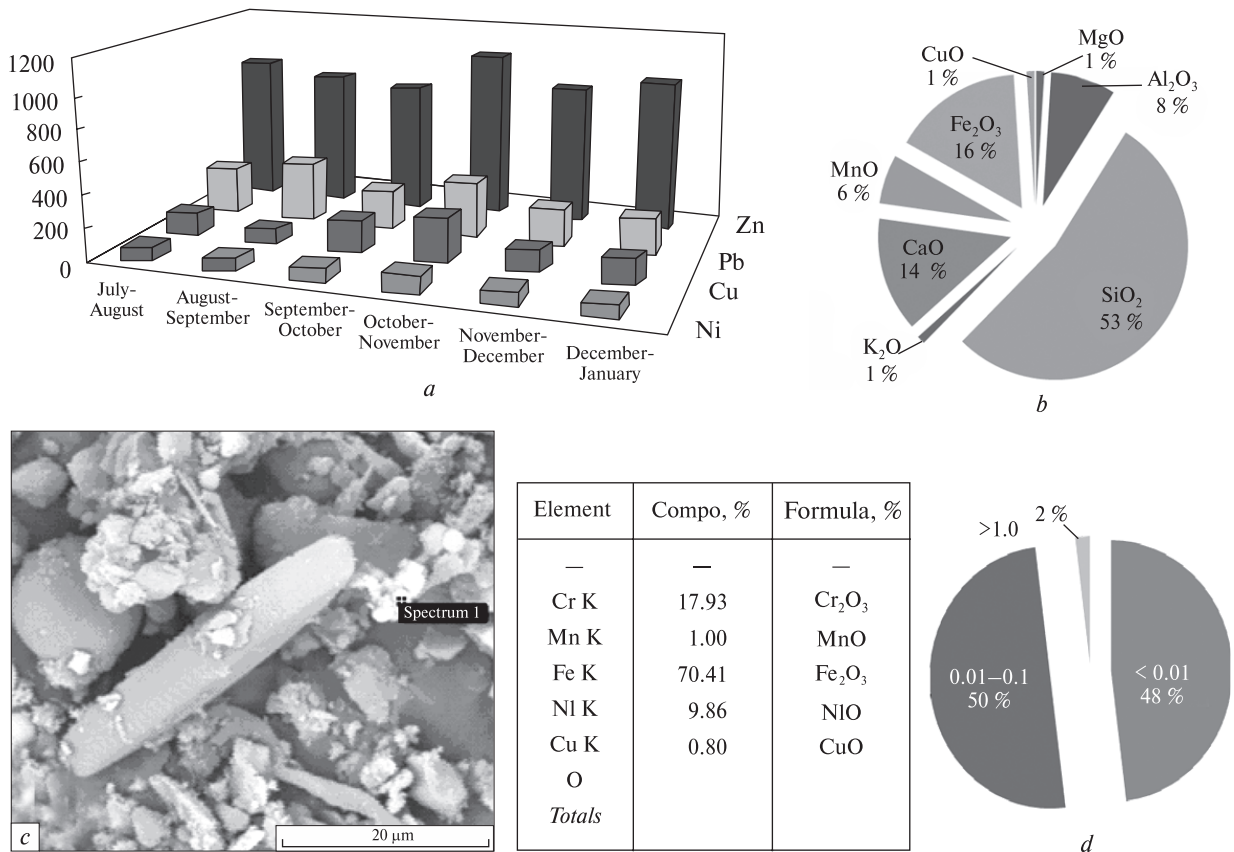 1200
1000
800
600
400
200
0
July-
August
August-
September
September-
October
October-
November
November-
December
December-
January
Zn
Pb
Cu
Ni
a
CuO
1 %
MgO
1 %
Al₂O₃
8 %
Fe₂O₃
16 %
MnO
6 %
CaO
14 %
SiO₂
53 %
K₂O
1 %
b
Spectrum 1
c
20 µm
Element Compo, % Formula, %
— — —
Cr K 17.93 Cr₂O₃
Mn K 1.00 MnO
Fe K 70.41 Fe₂O₃
Nl K 9.86 NlO
Cu K 0.80 CuO
O
Totals
>1.0
2 %
0.01–0.1
50 %
< 0.01
48 %
d